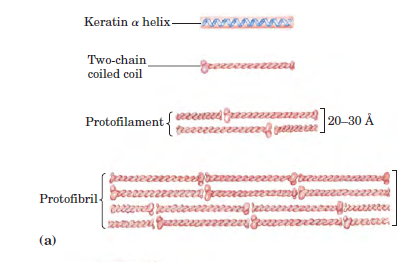 Keratin α helix
Two-chain
coiled coil
Protofilament
20–30 Å
Protofibril
(a)